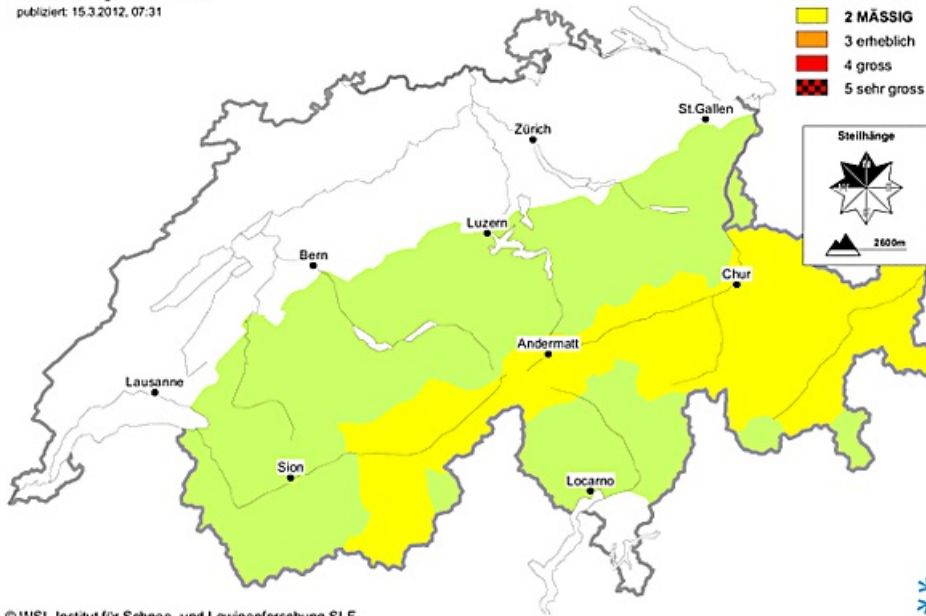 publiziert: 15.3.2012, 07:31
2 MÄSSIG
3 erheblich
4 gross
5 sehr gross
Steilhänge
2600m
St.Gallen
Zürich
Luzern
Bern
Chur
Andermatt
Lausanne
Sion
Locarno
© WSL-Institut für Schnee- und Lawinenforschung SLF